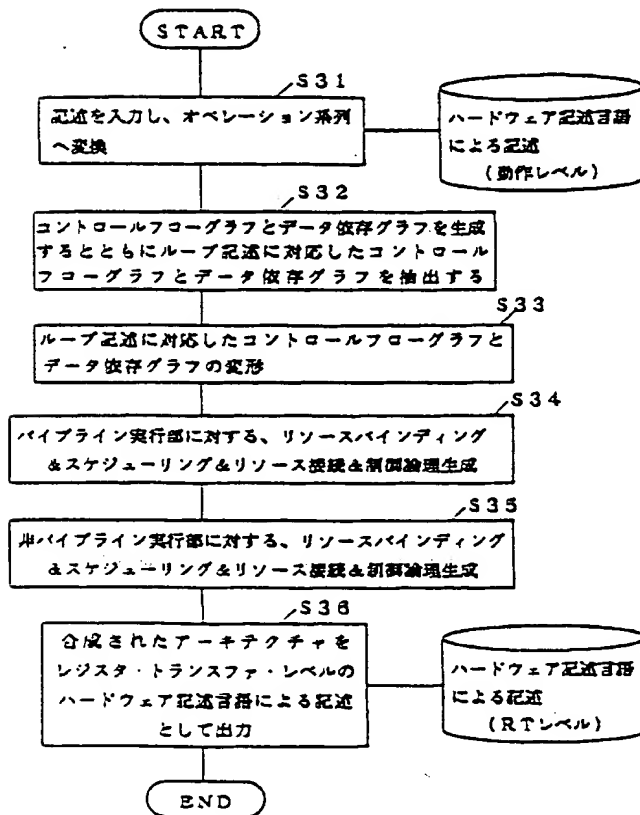 START
S31
記述を入力し、オペレーション系列
へ変換
ハードウェア記述言語
による記述
(動作レベル)
S32
コントロールフローグラフとデータ依存グラフを生成
するとともにループ記述に対応したコントロール
フローグラフとデータ依存グラフを抽出する
S33
ループ記述に対応したコントロールフローグラフと
データ依存グラフの変形
S34
パイプライン実行部に対する、リソースバインディング
&スケジューリング&リソース接続&制御論理生成
S35
非パイプライン実行部に対する、リソースバインディング
&スケジューリング&リソース接続&制御論理生成
S36
合成されたアーキテクチャを
レジスタ・トランスファ・レベルの
ハードウェア記述言語による記述
として出力
ハードウェア記述言語
による記述
(RTレベル)
END